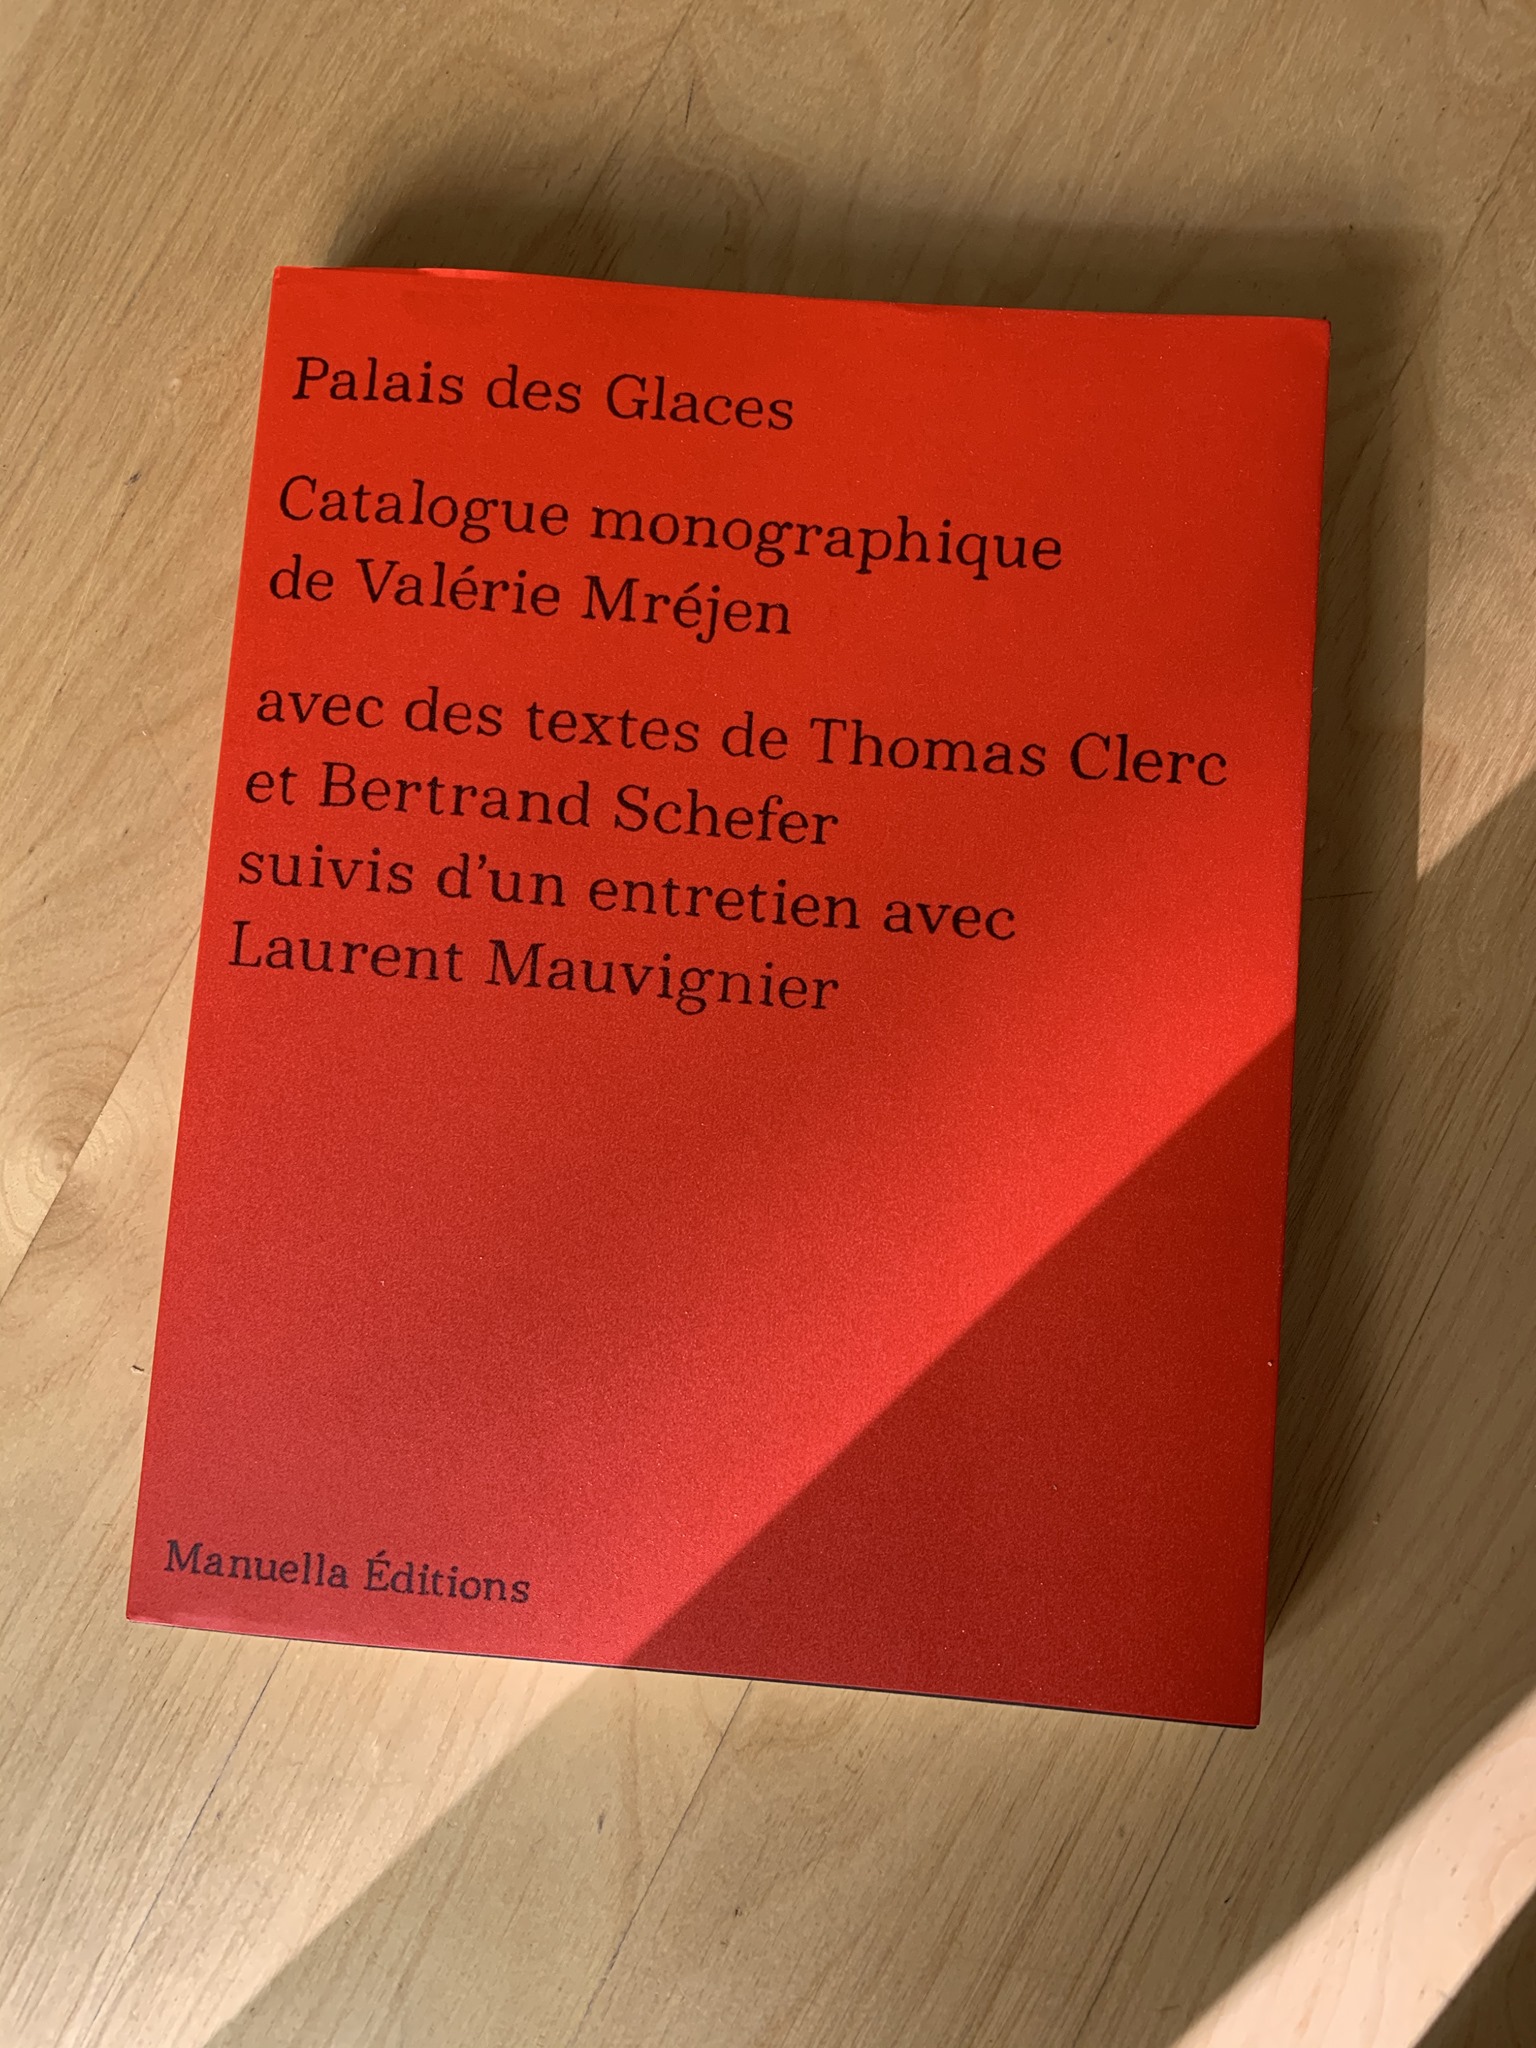 Palais des Glaces
Catalogue monographique
de Valérie Mréjen
avec des textes de Thomas Clerc
et Bertrand Schefer
suivis d’un entretien avec
Laurent Mauvignier
Manuella Éditions